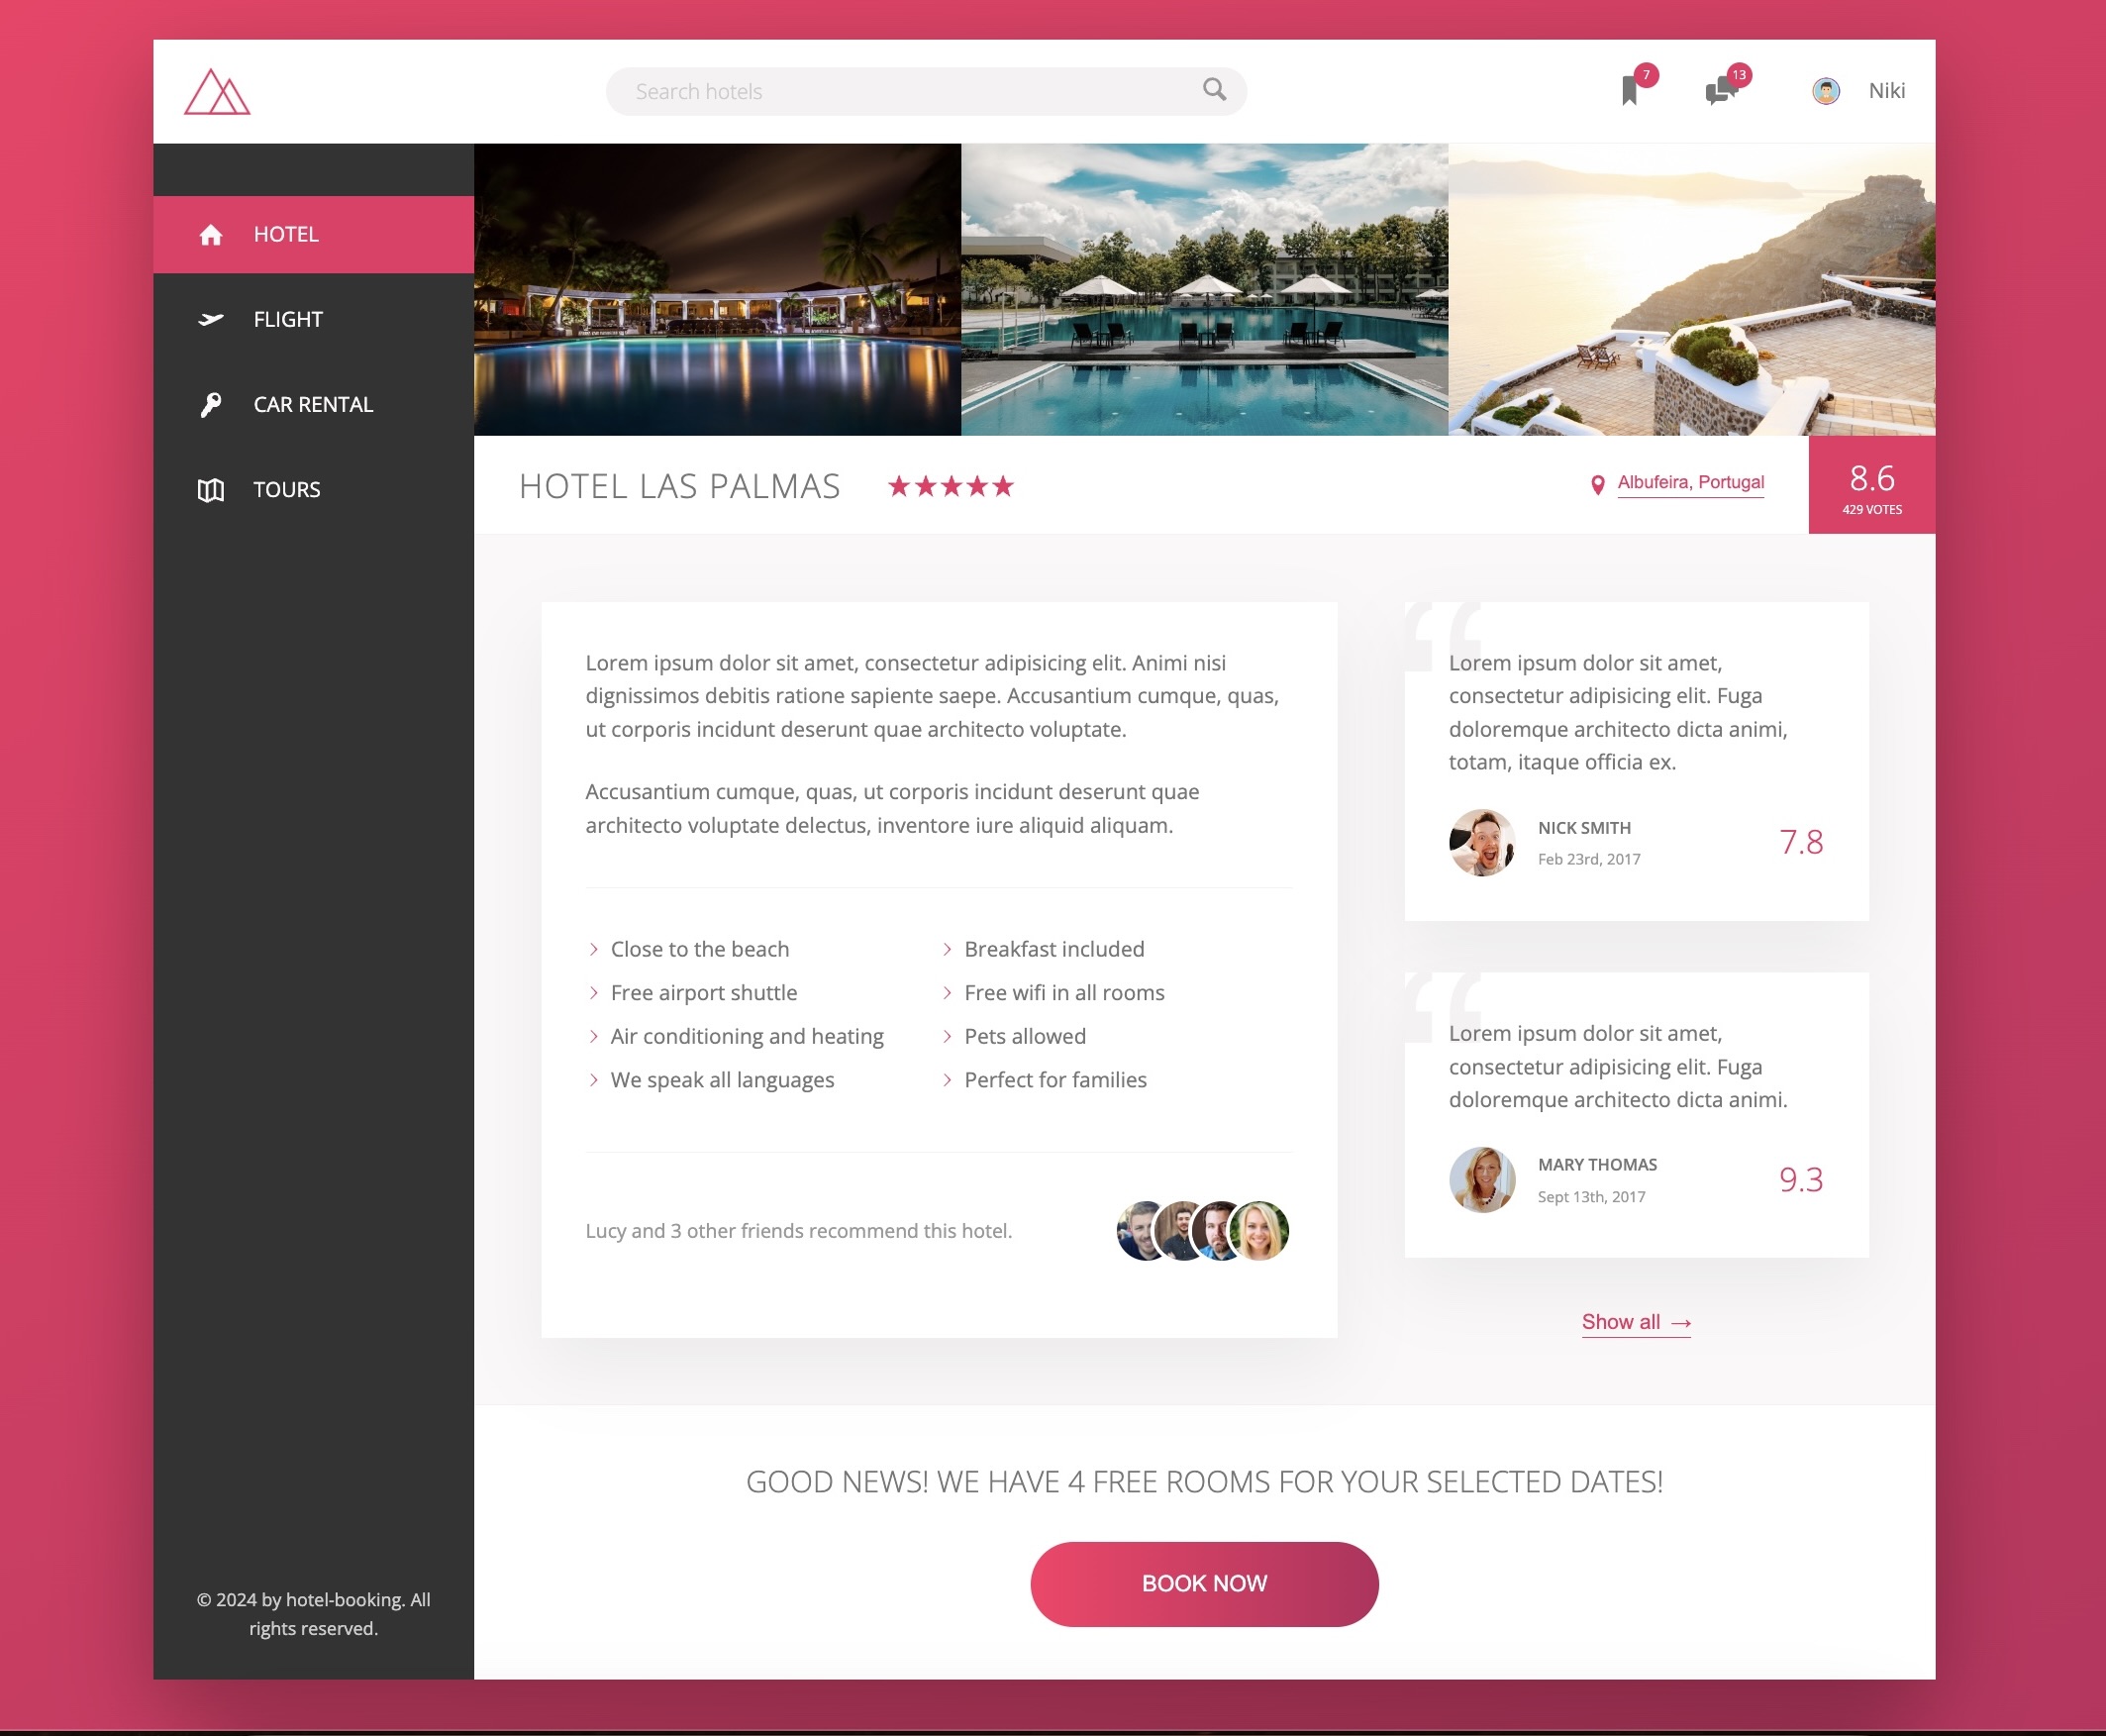 Search hotels
7
13
Niki
HOTEL
FLIGHT
CAR RENTAL
TOURS
© 2024 by hotel-booking. All
rights reserved.
HOTEL LAS PALMAS
Albufeira, Portugal
8.6
429 VOTES
Lorem ipsum dolor sit amet, consectetur adipisicing elit. Animi nisi
dignissimos debitis ratione sapiente saepe. Accusantium cumque, quas,
ut corporis incidunt deserunt quae architecto voluptate.
Accusantium cumque, quas, ut corporis incidunt deserunt quae
architecto voluptate delectus, inventore iure aliquid aliquam.
Close to the beach
Breakfast included
Free airport shuttle
Free wifi in all rooms
Air conditioning and heating
Pets allowed
We speak all languages
Perfect for families
Lucy and 3 other friends recommend this hotel.
“
Lorem ipsum dolor sit amet,
consectetur adipisicing elit. Fuga
doloremque architecto dicta animi,
totam, itaque officia ex.
NICK SMITH
Feb 23rd, 2017
7.8
“
Lorem ipsum dolor sit amet,
consectetur adipisicing elit. Fuga
doloremque architecto dicta animi.
MARY THOMAS
Sept 13th, 2017
9.3
Show all →
GOOD NEWS! WE HAVE 4 FREE ROOMS FOR YOUR SELECTED DATES!
BOOK NOW